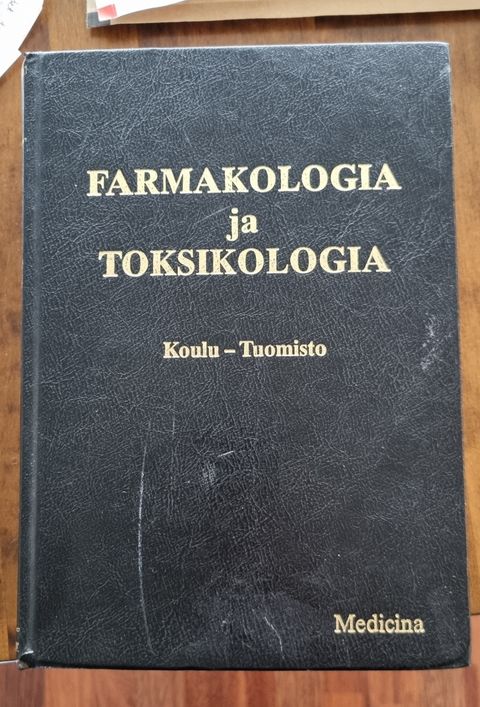 FARMAKOLOGIA
ja
TOKSIKOLOGIA
Koulu – Tuomisto
Medicina